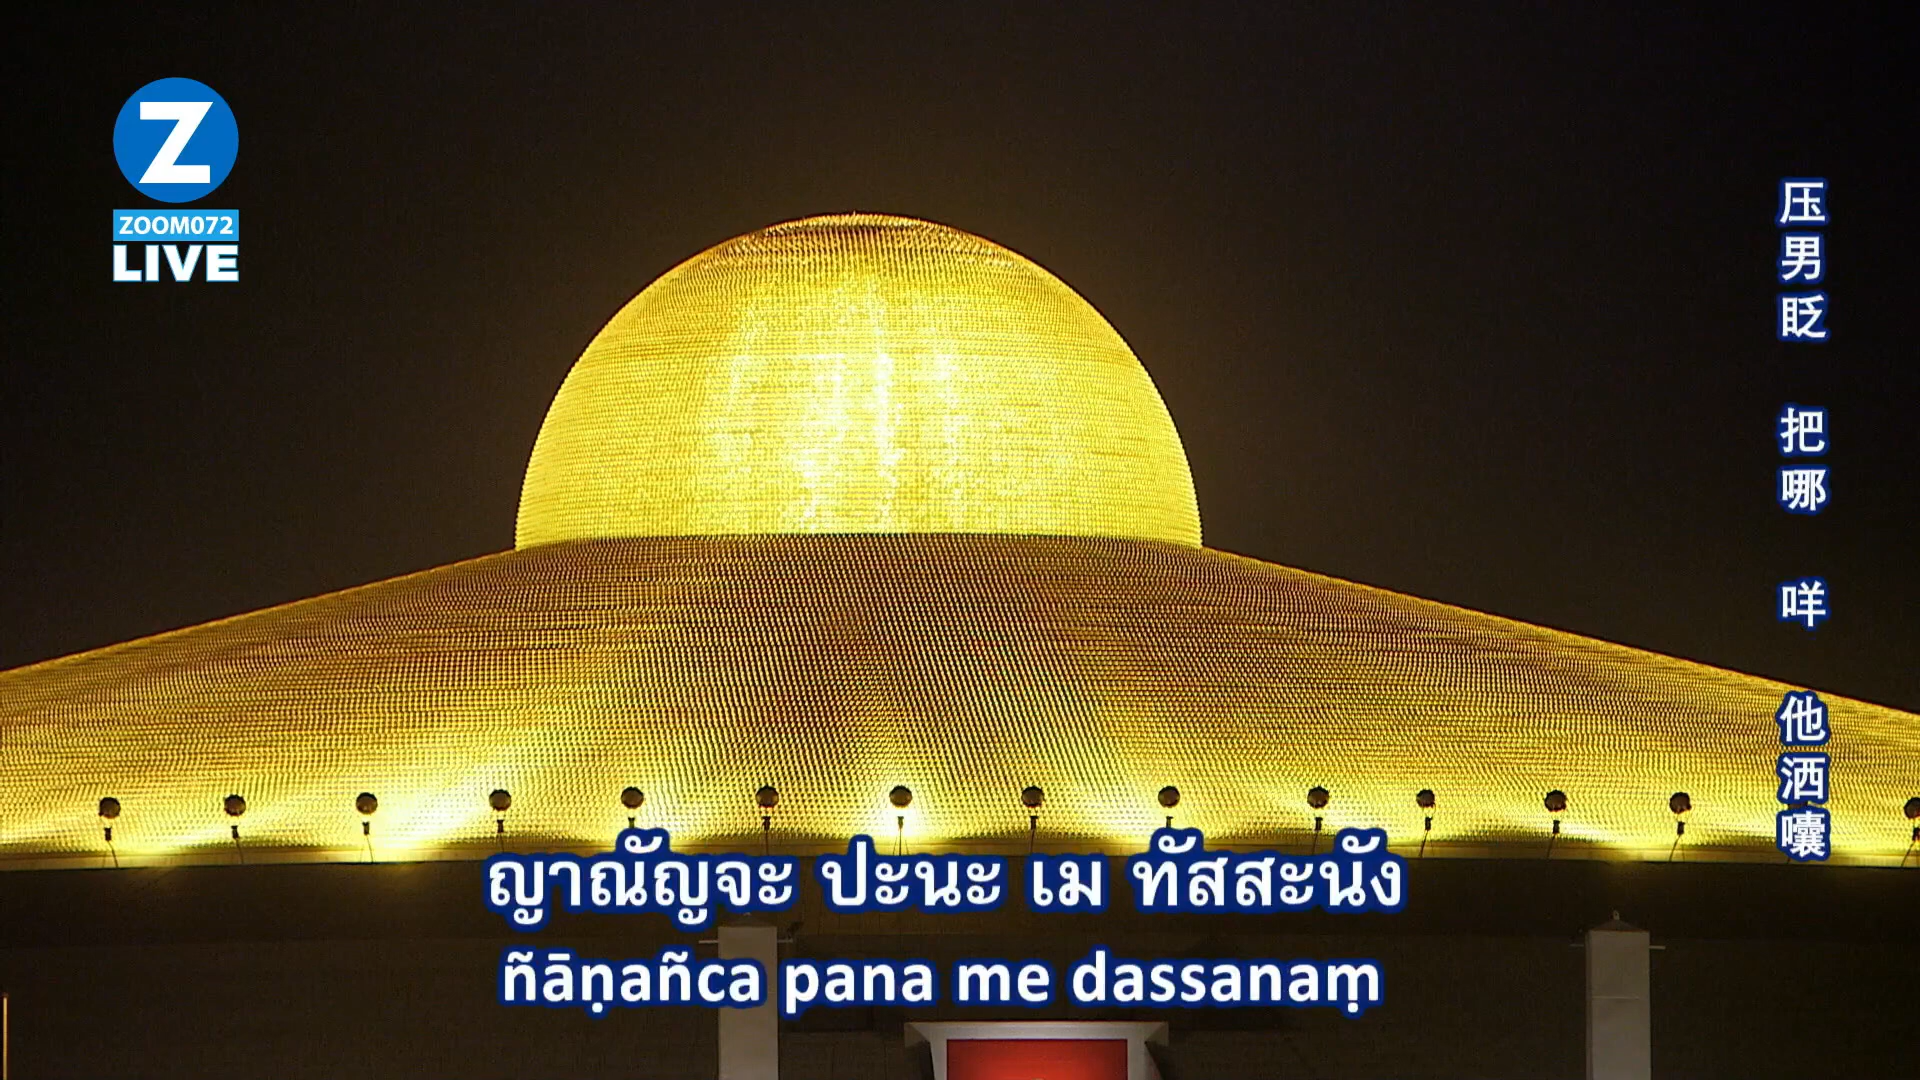 Z
ZOOM072
LIVE
压男眨 把哪 咩 他洒囔
ญาณัญจะ ปะนะ เม ทัสสะนัง
ñāṇañca pana me dassanaṃ